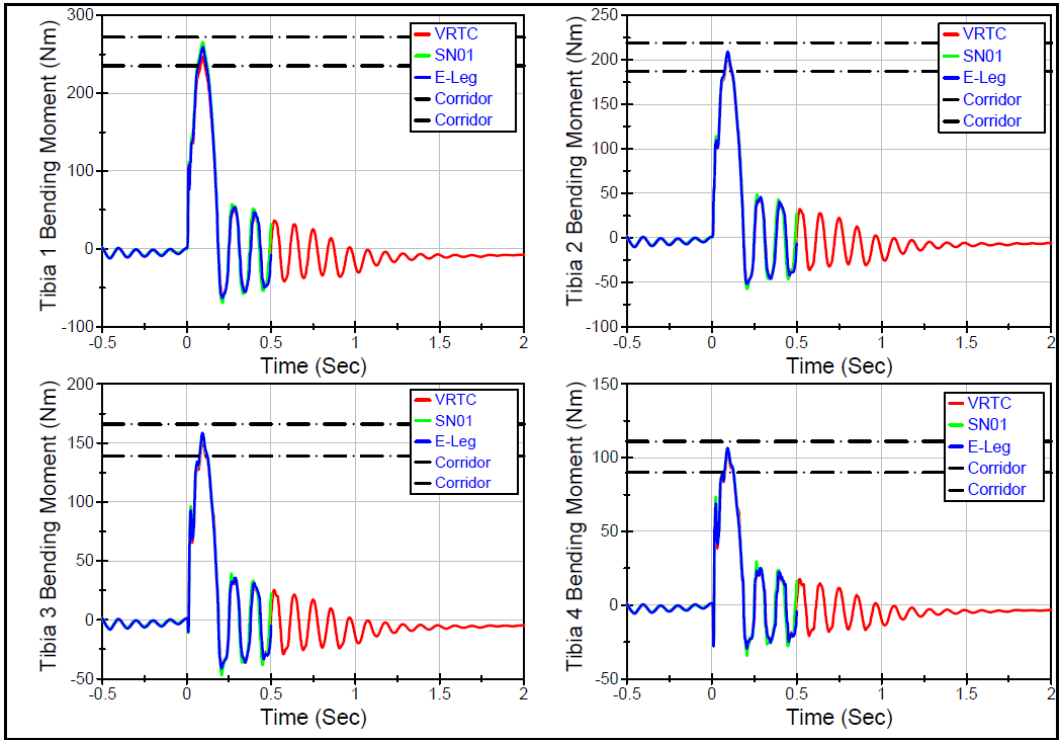 Tibia 1 Bending Moment (Nm)
300
200
100
0
-100
-0.5 0 0.5 1 1.5 2
Time (Sec)
VRTC
SN01
E-Leg
Corridor
Corridor
Tibia 2 Bending Moment (Nm)
250
200
150
100
50
0
-50
-100
-0.5 0 0.5 1 1.5 2
Time (Sec)
VRTC
SN01
E-Leg
Corridor
Corridor
Tibia 3 Bending Moment (Nm)
200
150
100
50
0
-50
-0.5 0 0.5 1 1.5 2
Time (Sec)
VRTC
SN01
E-Leg
Corridor
Corridor
Tibia 4 Bending Moment (Nm)
150
100
50
0
-50
-0.5 0 0.5 1 1.5 2
Time (Sec)
VRTC
SN01
E-Leg
Corridor
Corridor